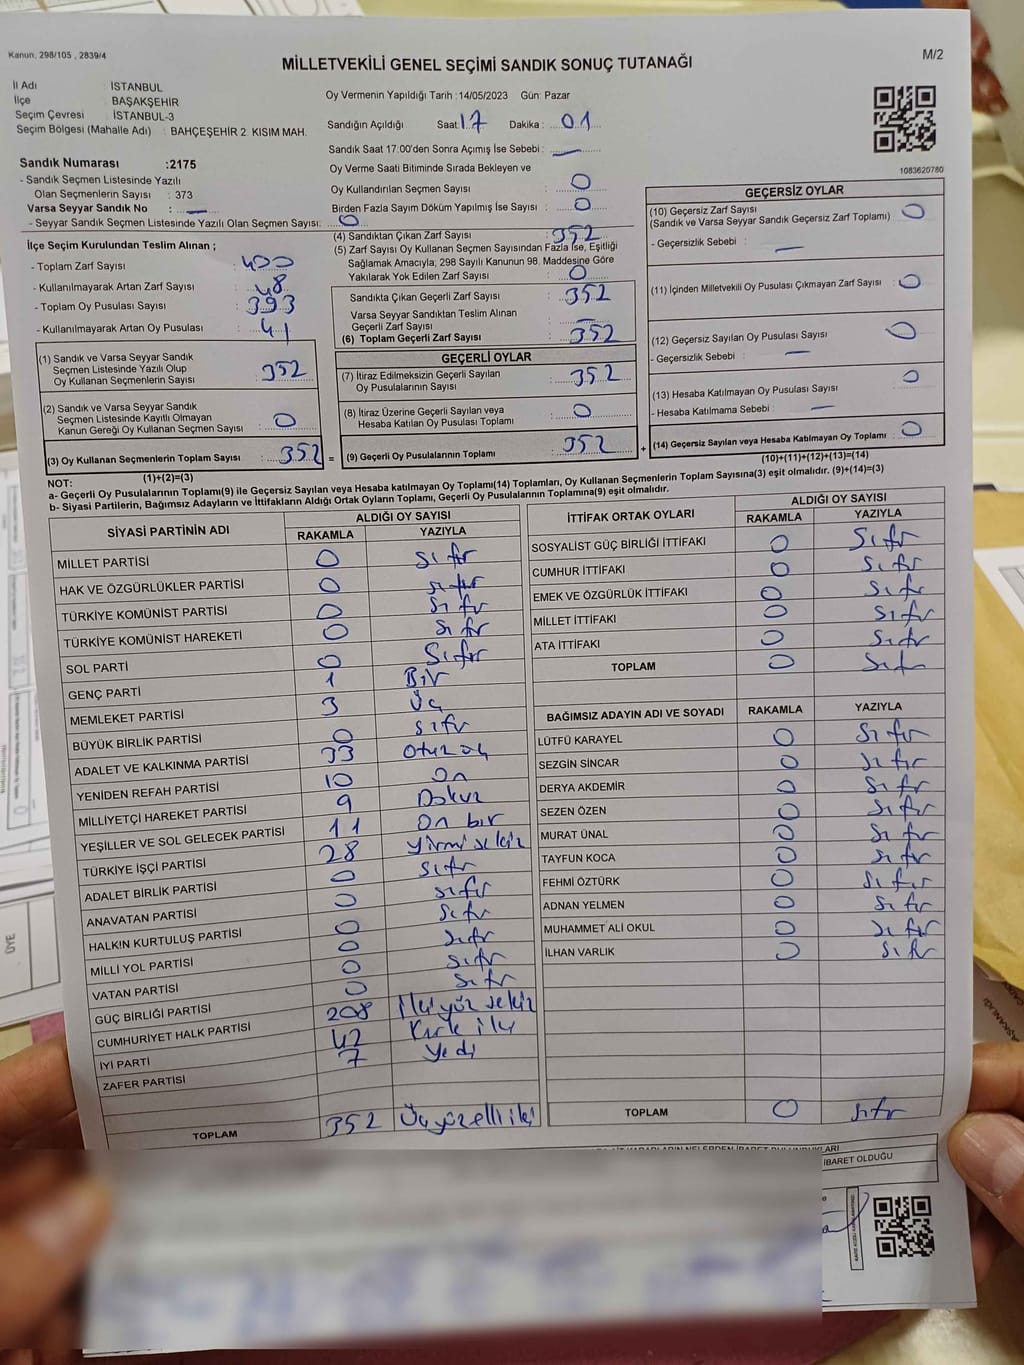 Kanun, 298/105 , 2839/4
MİLLETVEKİLİ GENEL SEÇİMİ SANDIK SONUÇ TUTANAĞI
M/2
İl Adı : İSTANBUL
İlçe : BAŞAKŞEHİR
Seçim Çevresi : İSTANBUL-3
Seçim Bölgesi (Mahalle Adı) : BAHÇEŞEHİR 2. KISIM MAH.
Oy Vermenin Yapıldığı Tarih :14/05/2023 Gün: Pazar
Sandığın Açıldığı Saat: 17 Dakika : 01
Sandık Saat 17:00'den Sonra Açımış İse Sebebi : —
Oy Verme Saati Bitiminde Sırada Bekleyen ve
Oy Kullandırılan Seçmen Sayısı : 0
Birden Fazla Sayım Döküm Yapılmış İse Sayısı : 0
1083620780
Sandık Numarası :2175
- Sandık Seçmen Listesinde Yazılı
Olan Seçmenlerin Sayısı : 373
Varsa Seyyar Sandık No : —
- Seyyar Sandık Seçmen Listesinde Yazılı Olan Seçmen Sayısı: 0
İlçe Seçim Kurulundan Teslim Alınan ;
- Toplam Zarf Sayısı : 400
- Kullanılmayarak Artan Zarf Sayısı : 48
- Toplam Oy Pusulası Sayısı : 393
- Kullanılmayarak Artan Oy Pusulası : 41
(1) Sandık ve Varsa Seyyar Sandık
Seçmen Listesinde Yazılı Olup
Oy Kullanan Seçmenlerin Sayısı : 352
(2) Sandık ve Varsa Seyyar Sandık
Seçmen Listesinde Kayıtlı Olmayan
Kanun Gereği Oy Kullanan Seçmen Sayısı : 0
(3) Oy Kullanan Seçmenlerin Toplam Sayısı : 352 =
(1)+(2)=(3)
(4) Sandıktan Çıkan Zarf Sayısı : 352
(5) Zarf Sayısı Oy Kullanan Seçmen Sayısından Fazla İse, Eşitliği
Sağlamak Amacıyla; 298 Sayılı Kanunun 98. Maddesine Göre
Yakılarak Yok Edilen Zarf Sayısı : 0
Sandıkta Çıkan Geçerli Zarf Sayısı : 352
Varsa Seyyar Sandıktan Teslim Alınan
Geçerli Zarf Sayısı : —
(6) Toplam Geçerli Zarf Sayısı : 352
GEÇERLİ OYLAR
(7) İtiraz Edilmeksizin Geçerli Sayılan
Oy Pusulalarının Sayısı : 352
(8) İtiraz Üzerine Geçerli Sayılan veya
Hesaba Katılan Oy Pusulası Toplamı : 0
(9) Geçerli Oy Pusulalarının Toplamı : 352 +
GEÇERSİZ OYLAR
(10) Geçersiz Zarf Sayısı : 0
(Sandık ve Varsa Seyyar Sandık Geçersiz Zarf Toplamı)
- Geçersizlik Sebebi : —
(11) İçinden Milletvekili Oy Pusulası Çıkmayan Zarf Sayısı : 0
(12) Geçersiz Sayılan Oy Pusulası Sayısı : 0
- Geçersizlik Sebebi : —
(13) Hesaba Katılmayan Oy Pusulası Sayısı : 0
- Hesaba Katılmama Sebebi : —
(14) Geçersiz Sayılan veya Hesaba Katılmayan Oy Toplamı : 0
(10)+(11)+(12)+(13)=(14)
NOT:
a- Geçerli Oy Pusulalarının Toplamı(9) ile Geçersiz Sayılan veya Hesaba katılmayan Oy Toplamı(14) Toplamları, Oy Kullanan Seçmenlerin Toplam Sayısına(3) eşit olmalıdır. (9)+(14)=(3)
b- Siyasi Partilerin, Bağımsız Adayların ve İttifakların Aldığı Ortak Oyların Toplamı, Geçerli Oy Pusulalarının Toplamına(9) eşit olmalıdır.
SİYASİ PARTİNİN ADI ALDIĞI OY SAYISI
RAKAMLA YAZIYLA
MİLLET PARTİSİ 0 Sıfır
HAK VE ÖZGÜRLÜKLER PARTİSİ 0 Sıfır
TÜRKİYE KOMÜNİST PARTİSİ 0 Sıfır
TÜRKİYE KOMÜNİST HAREKETİ 0 Sıfır
SOL PARTİ 0 Sıfır
GENÇ PARTİ 1 Bir
MEMLEKET PARTİSİ 3 Üç
BÜYÜK BİRLİK PARTİSİ 0 Sıfır
ADALET VE KALKINMA PARTİSİ 33 Otuz üç
YENİDEN REFAH PARTİSİ 10 On
MİLLİYETÇİ HAREKET PARTİSİ 9 Dokuz
YEŞİLLER VE SOL GELECEK PARTİSİ 11 On bir
TÜRKİYE İŞÇİ PARTİSİ 28 Yirmi sekiz
ADALET BİRLİK PARTİSİ 0 Sıfır
ANAVATAN PARTİSİ 0 Sıfır
HALKIN KURTULUŞ PARTİSİ 0 Sıfır
MİLLİ YOL PARTİSİ 0 Sıfır
VATAN PARTİSİ 0 Sıfır
GÜÇ BİRLİĞİ PARTİSİ 0 Sıfır
CUMHURİYET HALK PARTİSİ 208 İkiyüz sekiz
İYİ PARTİ 42 Kırk iki
ZAFER PARTİSİ 7 Yedi
TOPLAM 352 Üçyüzelli iki
İTTİFAK ORTAK OYLARI ALDIĞI OY SAYISI
RAKAMLA YAZIYLA
SOSYALİST GÜÇ BİRLİĞİ İTTİFAKI 0 Sıfır
CUMHUR İTTİFAKI 0 Sıfır
EMEK VE ÖZGÜRLÜK İTTİFAKI 0 Sıfır
MİLLET İTTİFAKI 0 Sıfır
ATA İTTİFAKI 0 Sıfır
TOPLAM 0 Sıfır
BAĞIMSIZ ADAYIN ADI VE SOYADI RAKAMLA YAZIYLA
LÜTFÜ KARAYEL 0 Sıfır
SEZGİN SİNCAR 0 Sıfır
DERYA AKDEMİR 0 Sıfır
SEZEN ÖZEN 0 Sıfır
MURAT ÜNAL 0 Sıfır
TAYFUN KOCA 0 Sıfır
FEHMİ ÖZTÜRK 0 Sıfır
ADNAN YELMEN 0 Sıfır
MUHAMMET ALİ OKUL 0 Sıfır
İLHAN VARLIK 0 Sıfır
TOPLAM 0 Sıfır
İBARET OLDUĞU
ÜYE